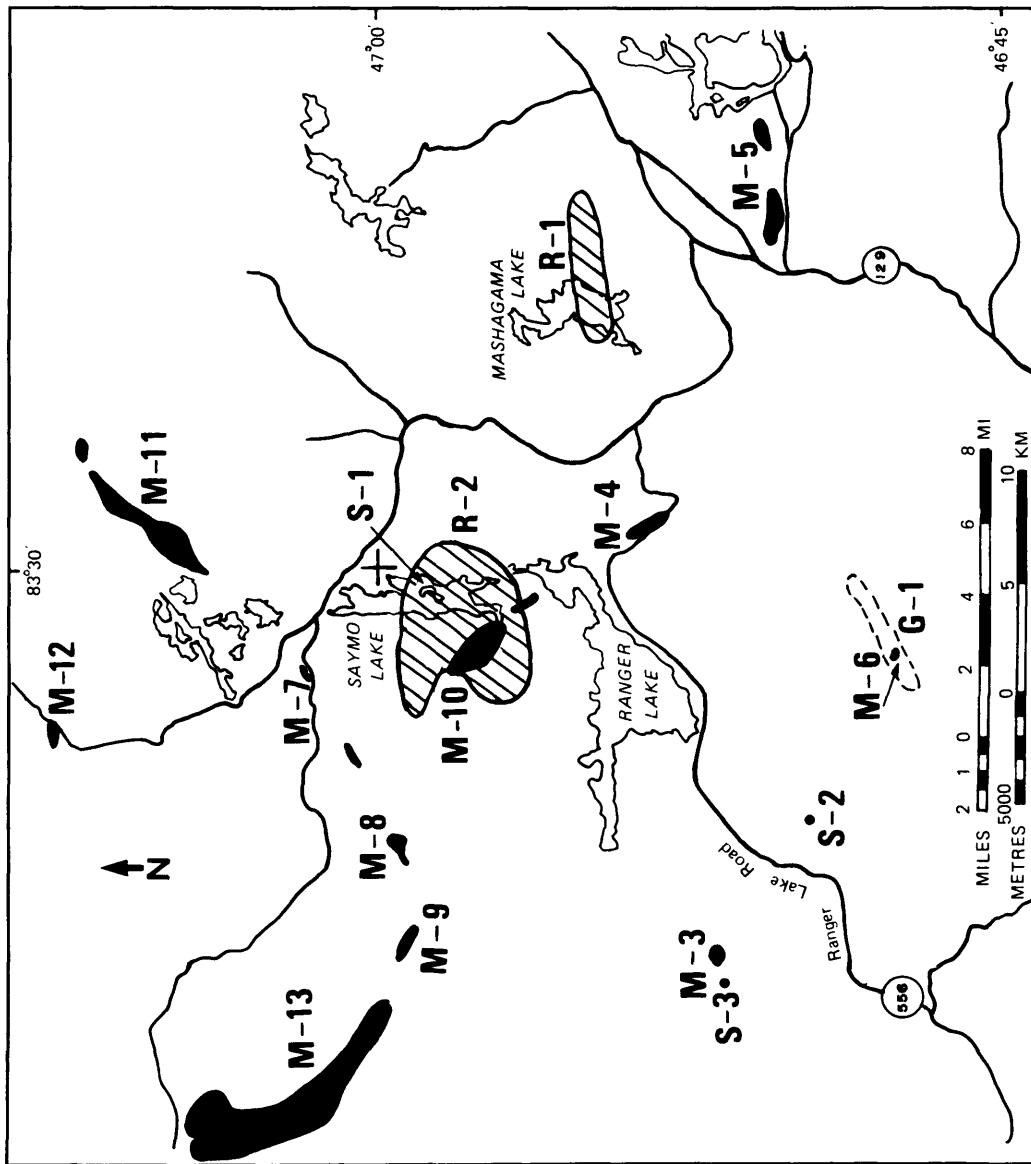 83°30'
47°00'
46°45'
N
M-12
M-11
M-7
S-1
SAYMO
LAKE
R-2
M-10
M-8
M-9
M-13
MASHAGAMA
LAKE
R-1
M-5
M-4
RANGER
LAKE
129
M-6
G-1
S-2
M-3
S-3
Ranger Lake Road
556
MILES 2 1 0 2 4 6 8 MI
METRES 5000 0 5 10 KM